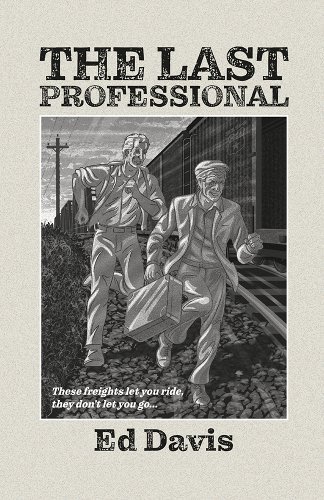 THE LAST
PROFESSIONAL
These freights let you ride,
they don't let you go...
Ed Davis